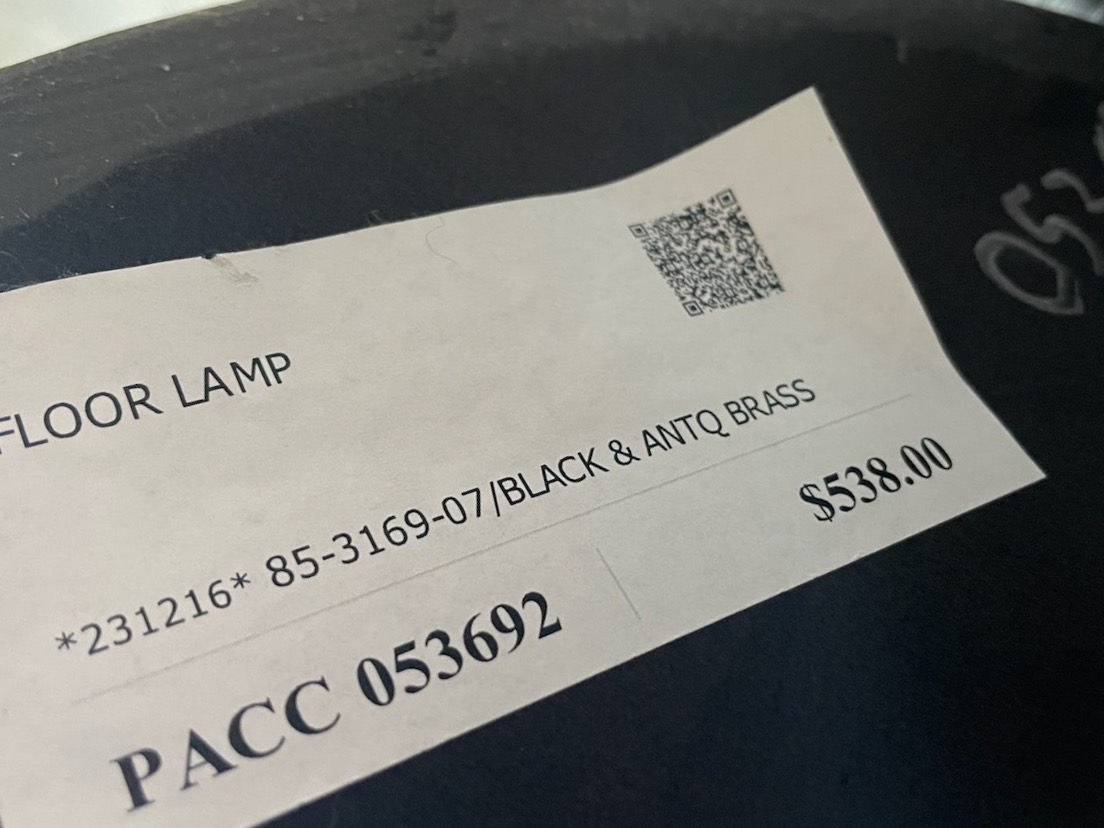 FLOOR LAMP
*231216* 85-3169-07/BLACK & ANTQ BRASS
$538.00
PACC 053692